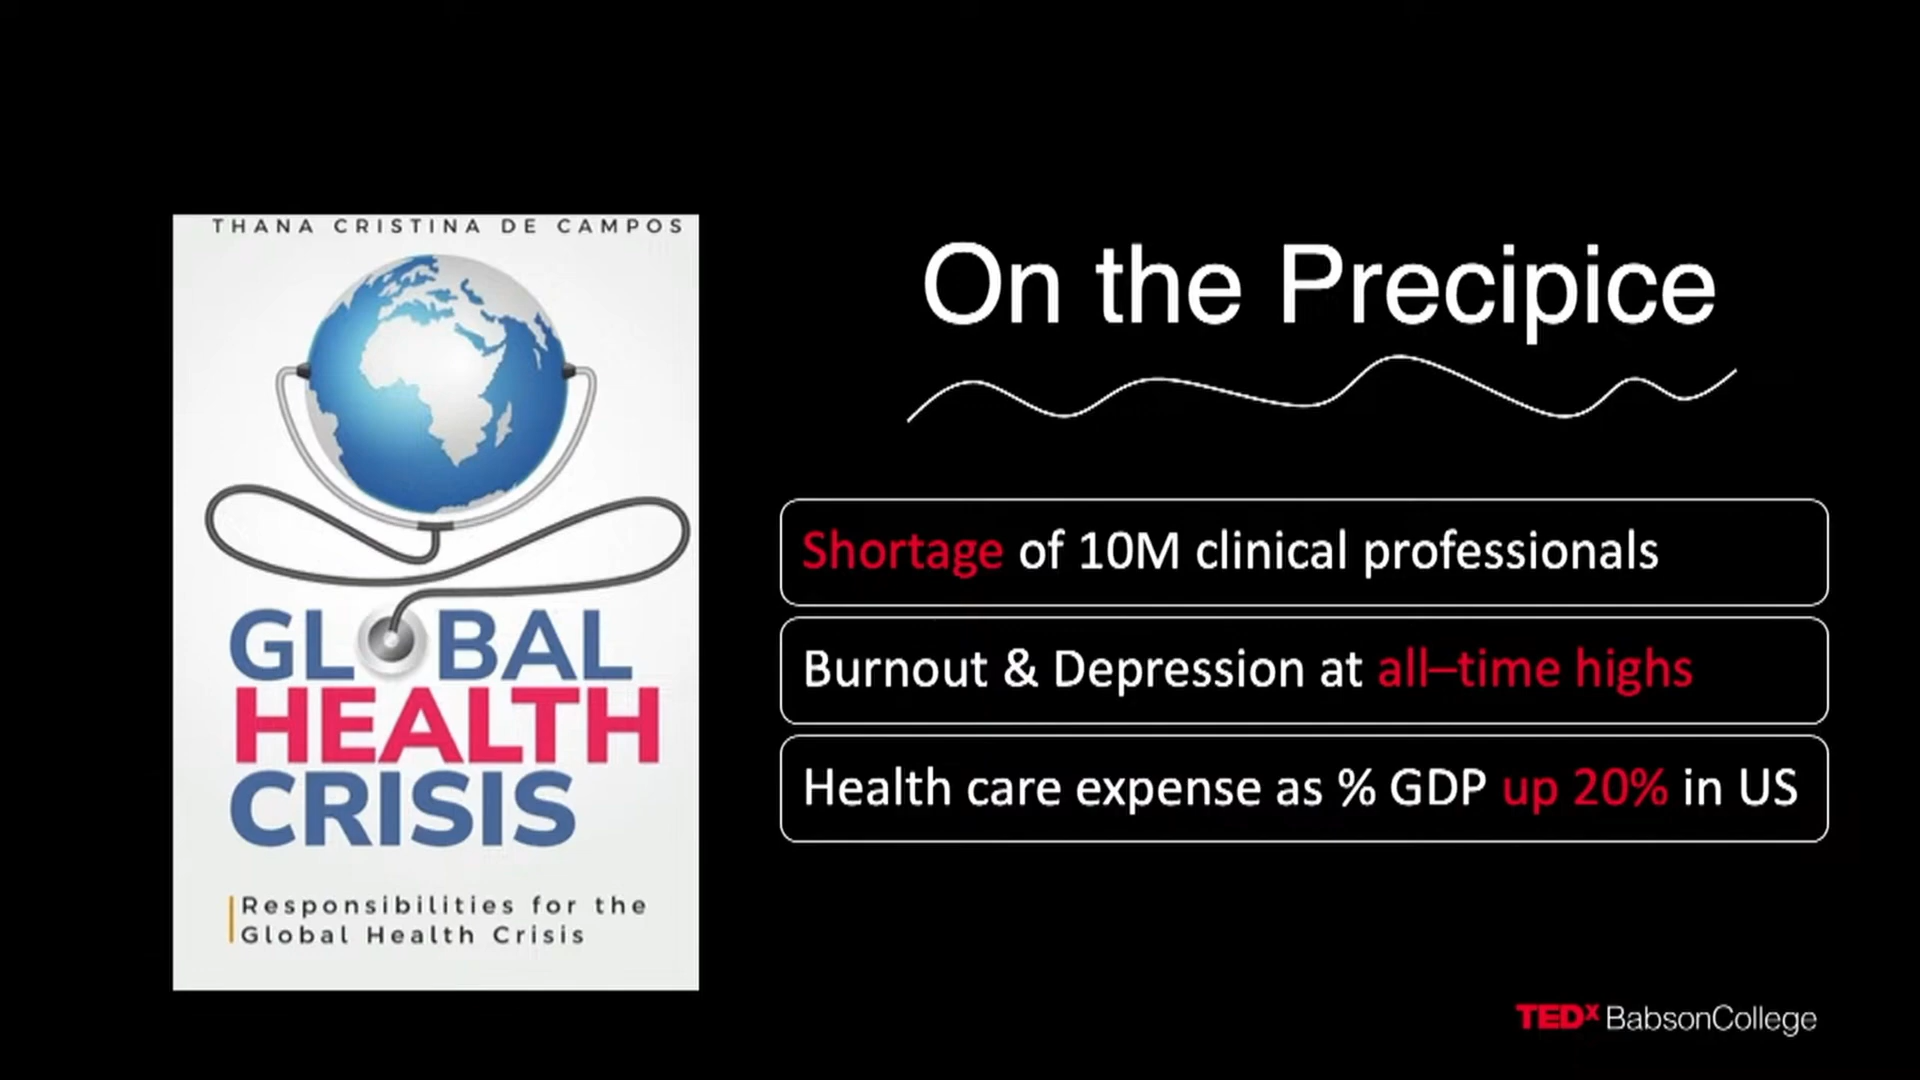 THANA CRISTINA DE CAMPOS
GLOBAL
HEALTH
CRISIS
Responsibilities for the
Global Health Crisis
On the Precipice
Shortage of 10M clinical professionals
Burnout & Depression at all–time highs
Health care expense as % GDP up 20% in US
TEDx BabsonCollege